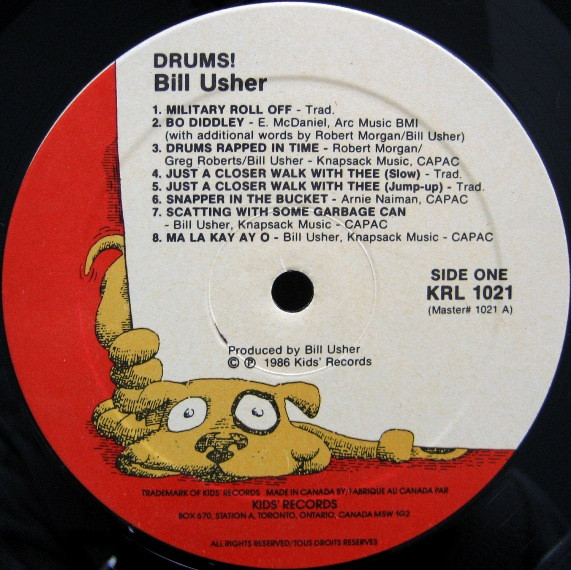 DRUMS!
Bill Usher
1. MILITARY ROLL OFF - Trad.
2. BO DIDDLEY - E. McDaniel, Arc Music BMI
(with additional words by Robert Morgan/Bill Usher)
3. DRUMS RAPPED IN TIME - Robert Morgan/
Greg Roberts/Bill Usher - Knapsack Music, CAPAC
4. JUST A CLOSER WALK WITH THEE (Slow) - Trad.
5. JUST A CLOSER WALK WITH THEE (Jump-up) - Trad.
6. SNAPPER IN THE BUCKET - Arnie Naiman, CAPAC
7. SCATTING WITH SOME GARBAGE CAN
- Bill Usher, Knapsack Music - CAPAC
8. MA LA KAY AY O - Bill Usher, Knapsack Music - CAPAC
SIDE ONE
KRL 1021
(Master# 1021 A)
Produced by Bill Usher
© ℗ 1986 Kids' Records
TRADEMARK OF KIDS' RECORDS MADE IN CANADA BY/FABRIQUE AU CANADA PAR
KIDS' RECORDS
BOX 670, STATION A, TORONTO, ONTARIO, CANADA M5W 1G2
ALL RIGHTS RESERVED/TOUS DROITS RESERVES